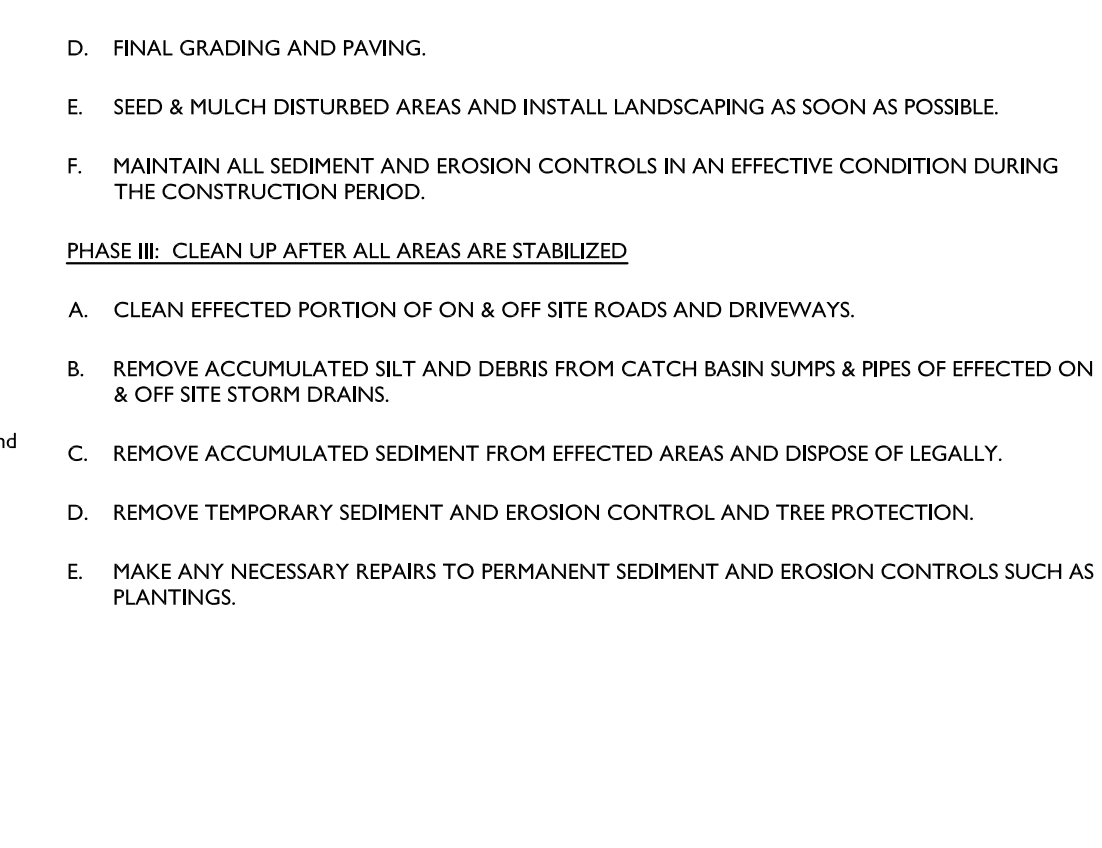 D. FINAL GRADING AND PAVING.
E. SEED & MULCH DISTURBED AREAS AND INSTALL LANDSCAPING AS SOON AS POSSIBLE.
F. MAINTAIN ALL SEDIMENT AND EROSION CONTROLS IN AN EFFECTIVE CONDITION DURING
THE CONSTRUCTION PERIOD.
PHASE III: CLEAN UP AFTER ALL AREAS ARE STABILIZED
A. CLEAN EFFECTED PORTION OF ON & OFF SITE ROADS AND DRIVEWAYS.
B. REMOVE ACCUMULATED SILT AND DEBRIS FROM CATCH BASIN SUMPS & PIPES OF EFFECTED ON
& OFF SITE STORM DRAINS.
nd
C. REMOVE ACCUMULATED SEDIMENT FROM EFFECTED AREAS AND DISPOSE OF LEGALLY.
D. REMOVE TEMPORARY SEDIMENT AND EROSION CONTROL AND TREE PROTECTION.
E. MAKE ANY NECESSARY REPAIRS TO PERMANENT SEDIMENT AND EROSION CONTROLS SUCH AS
PLANTINGS.